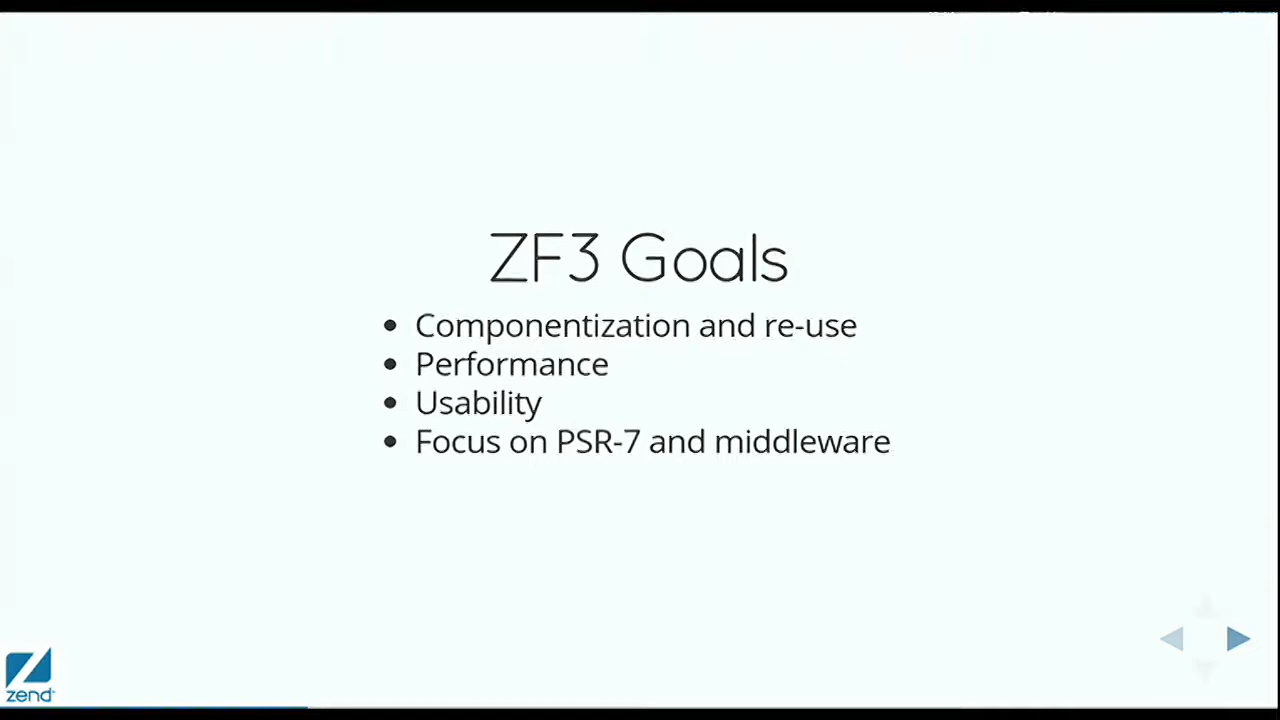 ZF3 Goals
Componentization and re-use
Performance
Usability
Focus on PSR-7 and middleware
zend